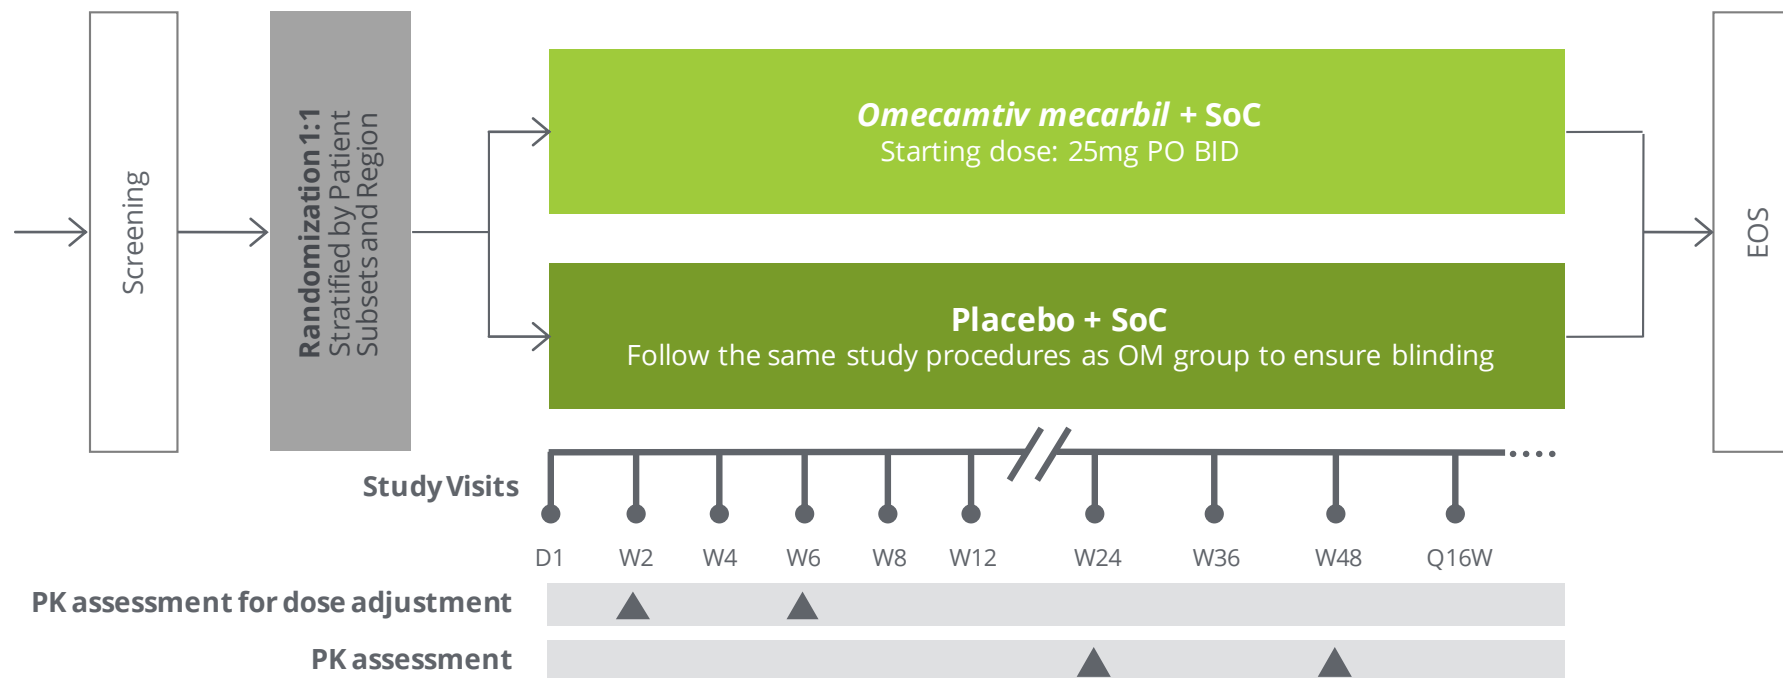 Screening
Randomization 1:1
Stratified by Patient
Subsets and Region
Omecamtiv mecarbil + SoC
Starting dose: 25mg PO BID
Placebo + SoC
Follow the same study procedures as OM group to ensure blinding
EOS
Study Visits
D1 W2 W4 W6 W8 W12 W24 W36 W48 Q16W
PK assessment for dose adjustment
PK assessment